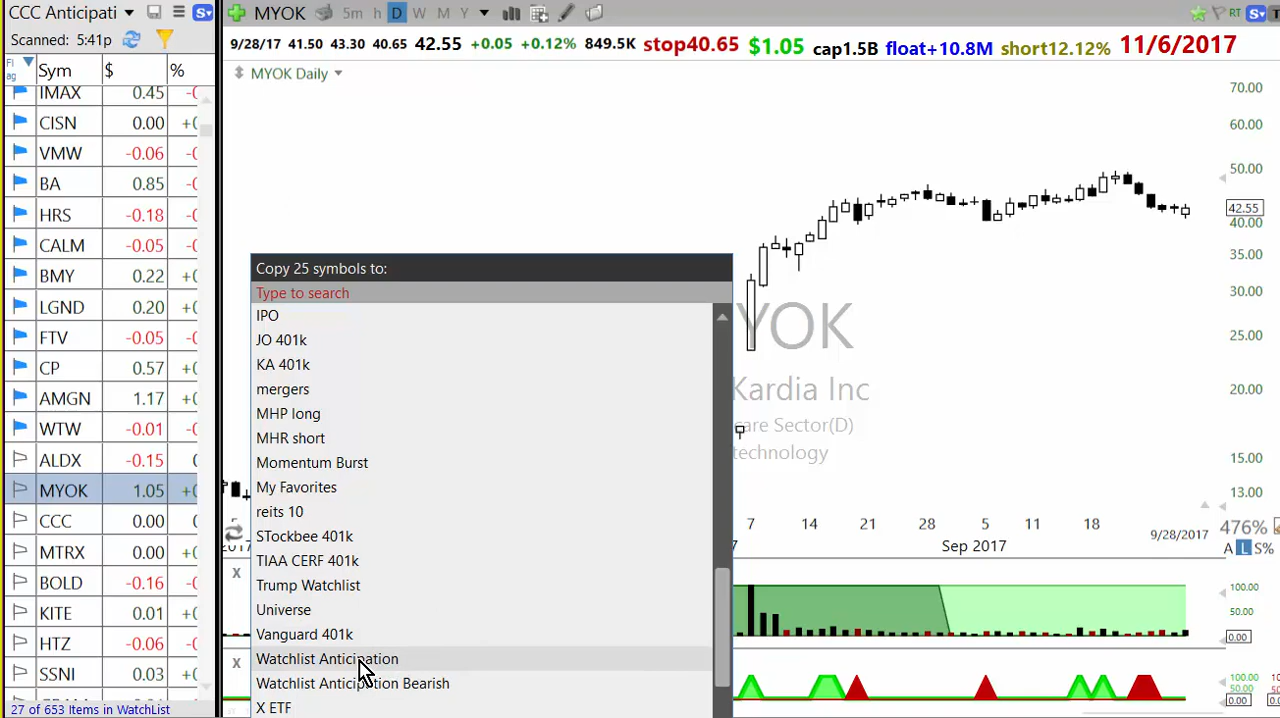 CCC Anticipati
Scanned: 5:41p
Fl ag Sym $ %
IMAX 0.45
CISN 0.00
VMW -0.06
BA 0.85
HRS -0.18
CALM -0.05
BMY 0.22
LGND 0.20
FTV -0.05
CP 0.57
AMGN 1.17
WTW -0.01
ALDX -0.15
MYOK 1.05
CCC 0.00
MTRX 0.00
BOLD -0.16
KITE 0.01
HTZ -0.06
SSNI 0.03
27 of 653 Items in WatchList
MYOK 5m h D W M Y
RT
9/28/17 41.50 43.30 40.65 42.55 +0.05 +0.12% 849.5K stop40.65 $1.05 cap1.5B float+10.8M short12.12% 11/6/2017
MYOK Daily
70.00
60.00
50.00
42.55
40.00
35.00
30.00
25.00
20.00
15.00
13.00
YOK
Kardia Inc
care Sector(D)
technology
Copy 25 symbols to:
Type to search
IPO
JO 401k
KA 401k
mergers
MHP long
MHR short
Momentum Burst
My Favorites
reits 10
STockbee 401k
TIAA CERF 401k
Trump Watchlist
Universe
Vanguard 401k
Watchlist Anticipation
Watchlist Anticipation Bearish
X ETF
7 14 21 28 5 11 18
Sep 2017
9/28/2017
476%
A L S%
X
100.00
50.00
0.00
X
100.00
50.00
0.00